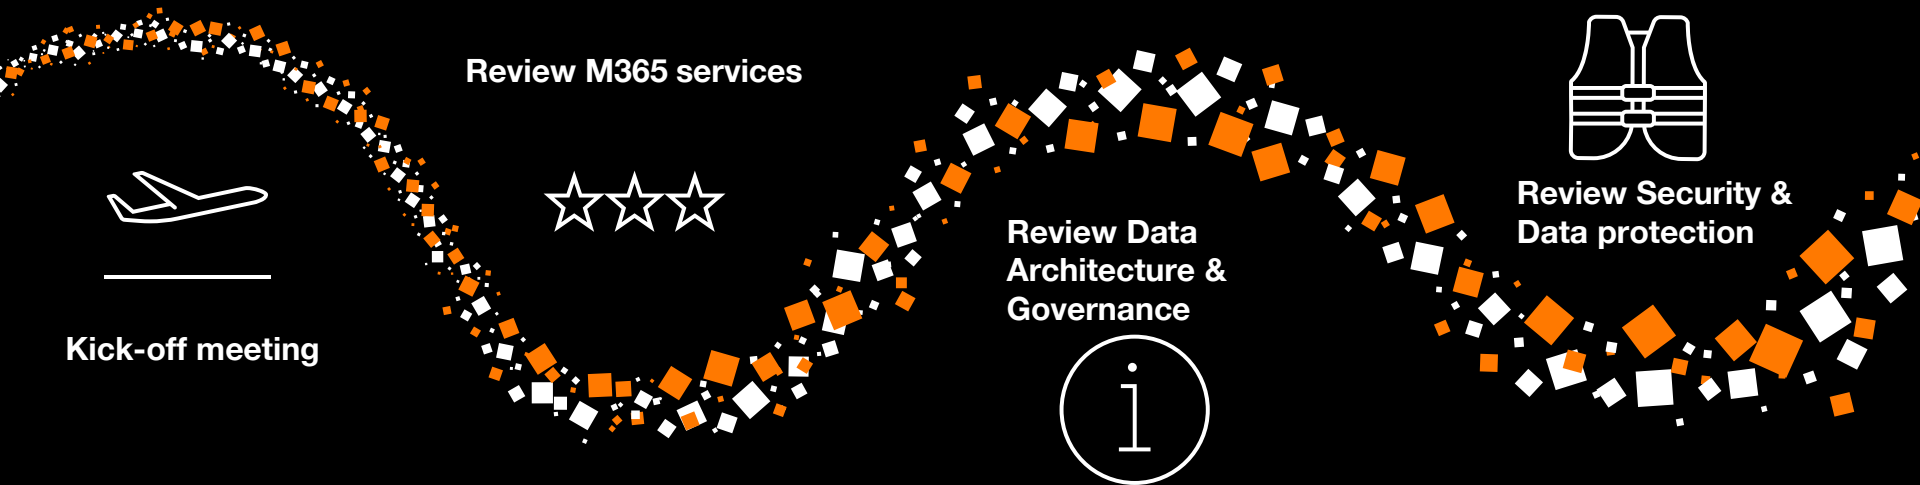 Kick-off meeting
Review M365 services
Review Data
Architecture &
Governance
Review Security &
Data protection